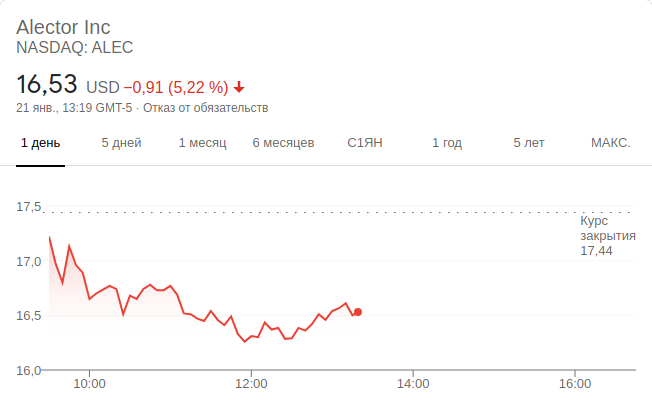 Alector Inc
NASDAQ: ALEC
16,53 USD −0,91 (5,22 %)
21 янв., 13:19 GMT-5 · Отказ от обязательств
1 день 5 дней 1 месяц 6 месяцев С1ЯН 1 год 5 лет МАКС.
17,5
Курс
закрытия
17,44
17,0
16,5
16,0
10:00 12:00 14:00 16:00